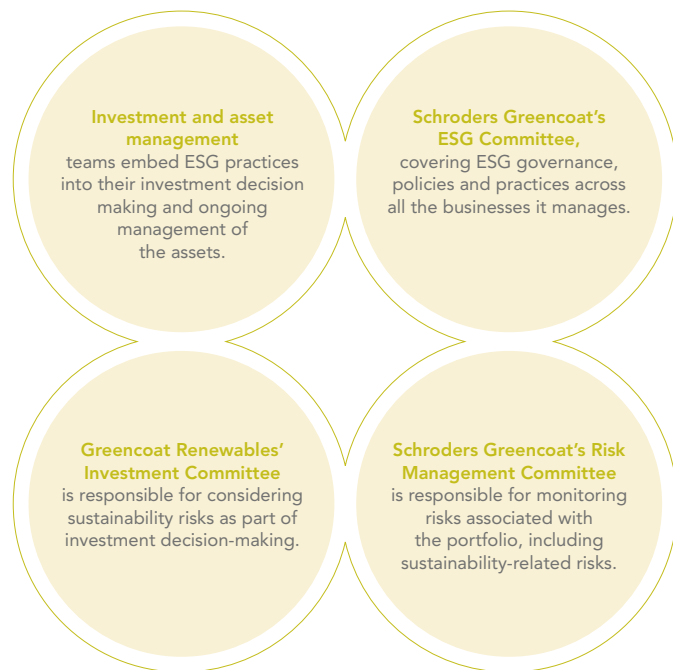 Investment and asset
management
teams embed ESG practices
into their investment decision
making and ongoing
management of
the assets.
Schroders Greencoat’s
ESG Committee,
covering ESG governance,
policies and practices across
all the businesses it manages.
Greencoat Renewables’
Investment Committee
is responsible for considering
sustainability risks as part of
investment decision-making.
Schroders Greencoat’s Risk
Management Committee
is responsible for monitoring
risks associated with
the portfolio, including
sustainability-related risks.